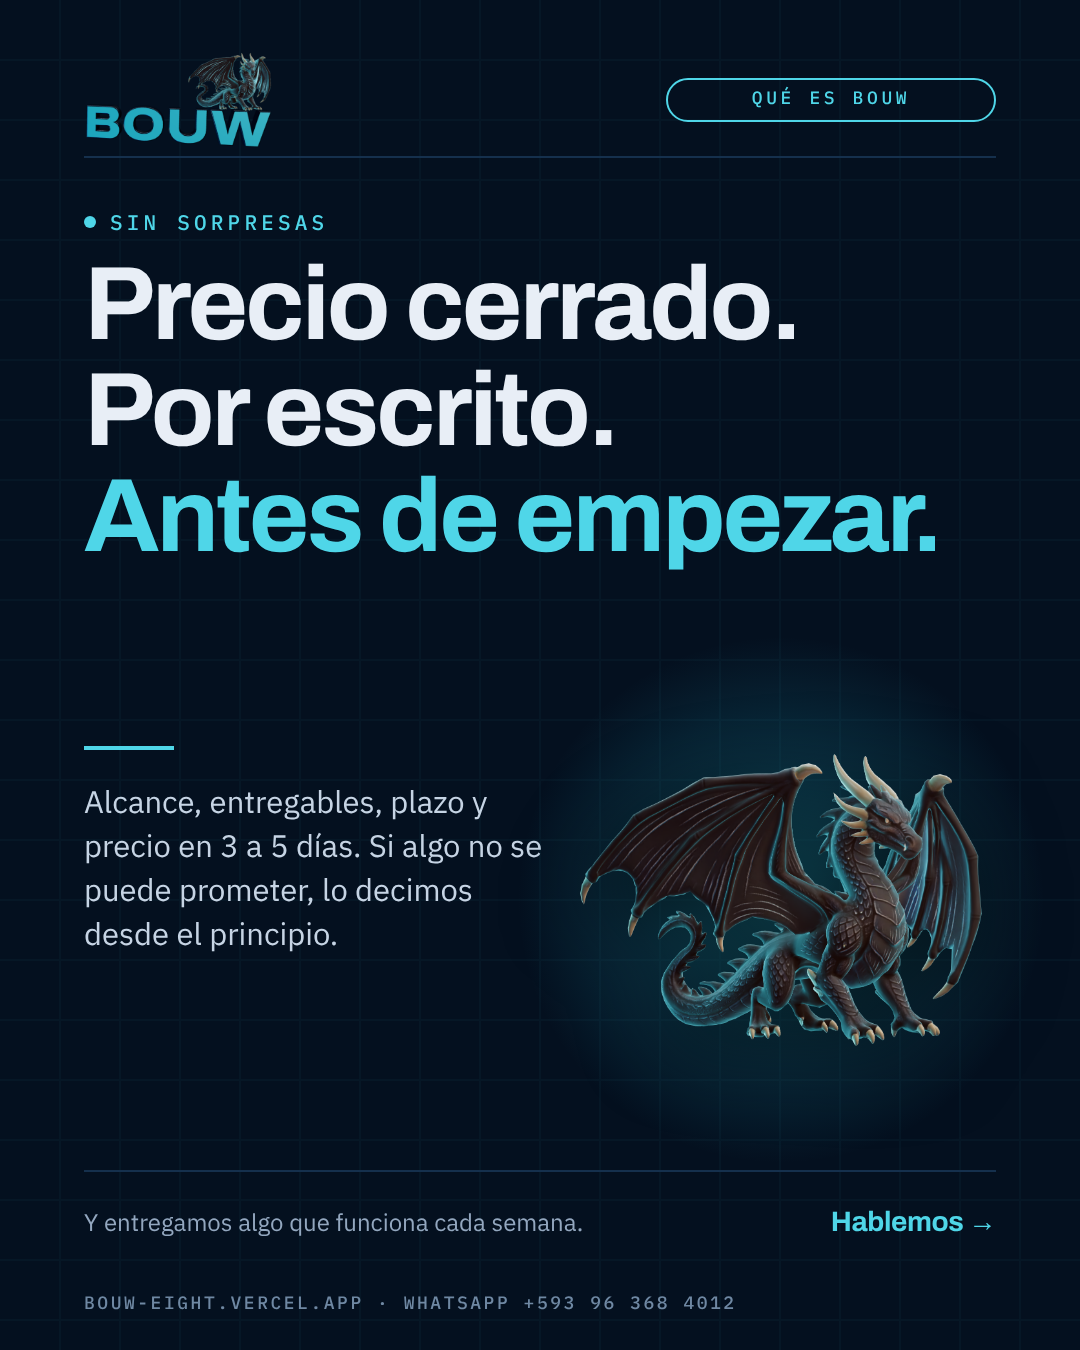 BOUW
QUÉ ES BOUW
SIN SORPRESAS
Precio cerrado.
Por escrito.
Antes de empezar.
Alcance, entregables, plazo y
precio en 3 a 5 días. Si algo no se
puede prometer, lo decimos
desde el principio.
Y entregamos algo que funciona cada semana.
Hablemos →
BOUW-EIGHT.VERCEL.APP · WHATSAPP +593 96 368 4012